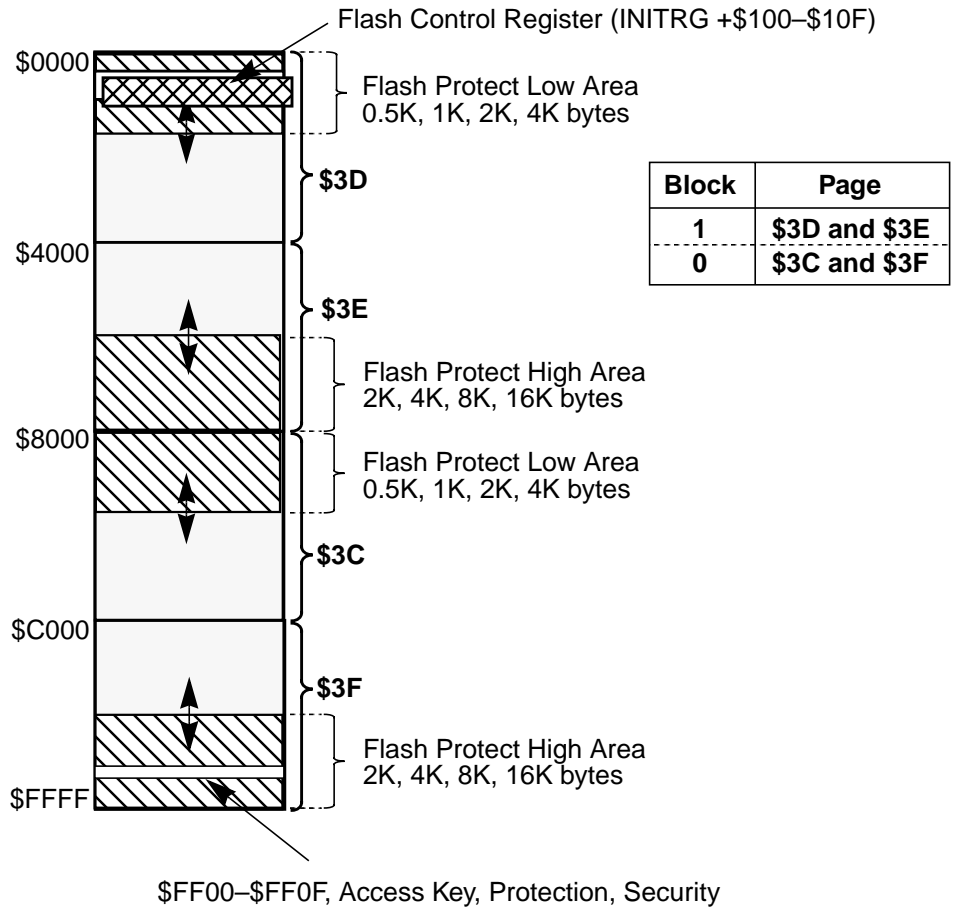 Flash Control Register (INITRG +$100–$10F)
$0000
Flash Protect Low Area
0.5K, 1K, 2K, 4K bytes
$3D
Block Page
1 $3D and $3E
0 $3C and $3F
$4000
$3E
Flash Protect High Area
2K, 4K, 8K, 16K bytes
$8000
Flash Protect Low Area
0.5K, 1K, 2K, 4K bytes
$3C
$C000
$3F
Flash Protect High Area
2K, 4K, 8K, 16K bytes
$FFFF
$FF00–$FF0F, Access Key, Protection, Security